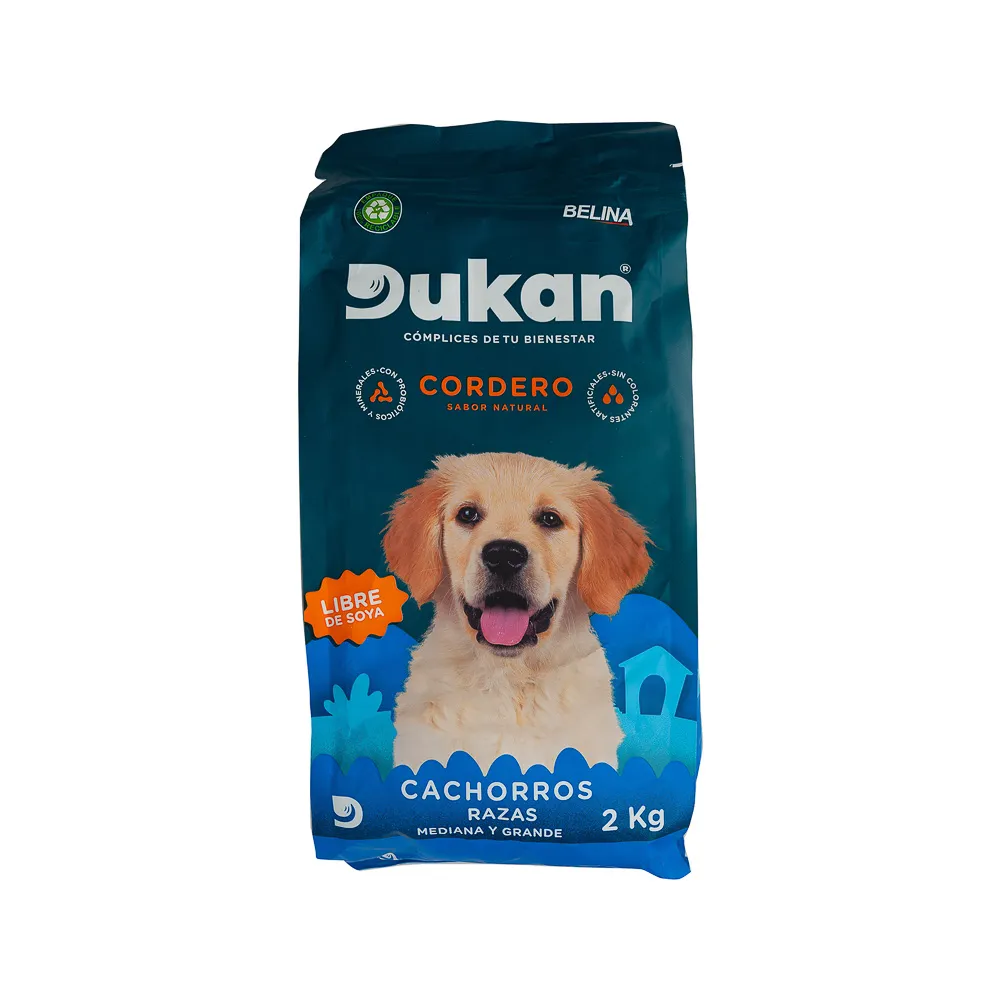 BELINA
Dukan®
CÓMPLICES DE TU BIENESTAR
CON PROBIÓTICOS Y MINERALES
CORDERO
SABOR NATURAL
SIN COLORANTES ARTIFICIALES
LIBRE
DE SOYA
CACHORROS
RAZAS
MEDIANA Y GRANDE
2 Kg